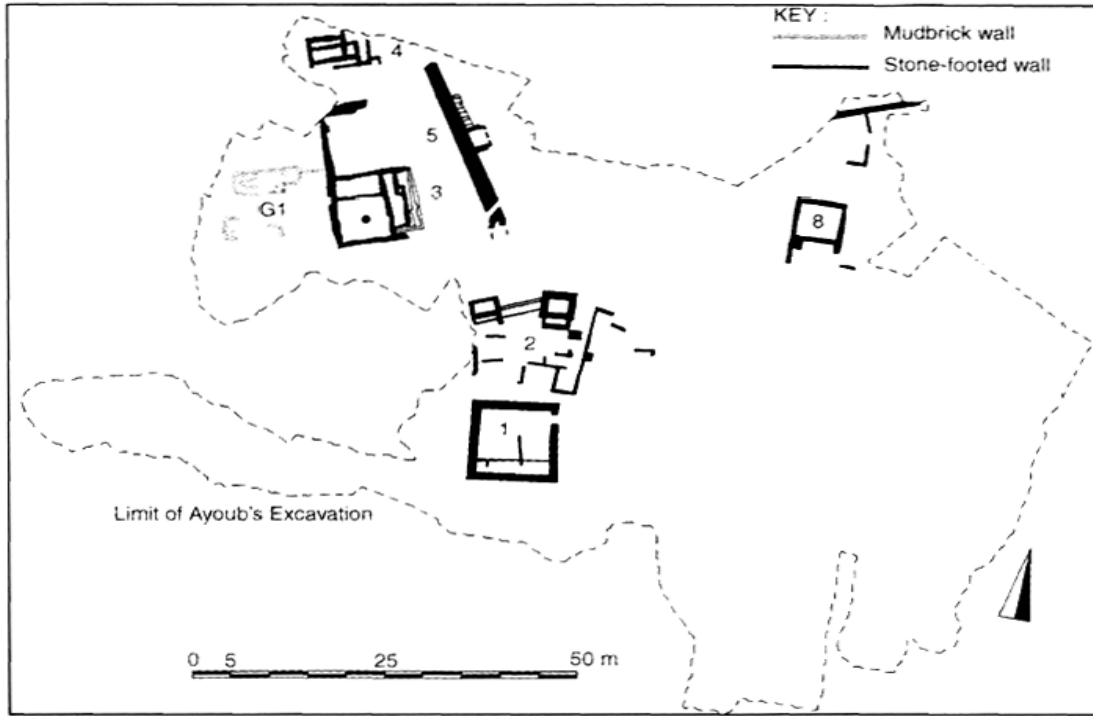 KEY :
Mudbrick wall
Stone-footed wall
4
5
3
G1
8
2
1
Limit of Ayoub's Excavation
0 5 25 50 m